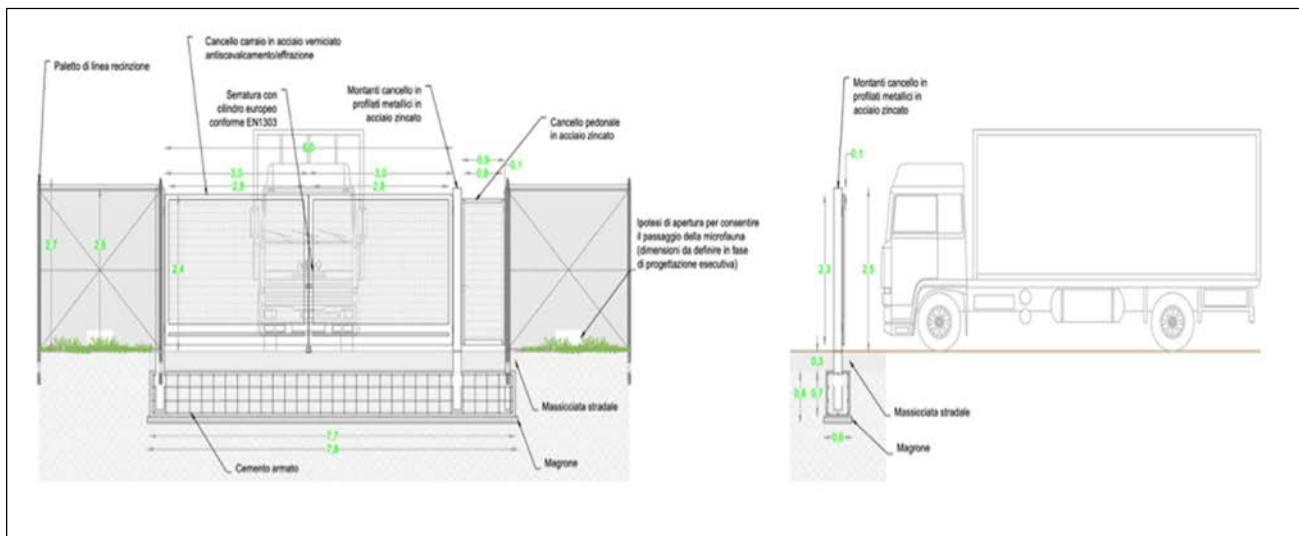 Cancello carraio in acciaio verniciato
antiscavalcamento/effrazione
Paletto di linea recinzione
Serratura con
cilindro europeo
conforme EN1303
Montanti cancello in
profilati metallici in
acciaio zincato
Cancello pedonale
in acciaio zincato
6,0
3,0
3,0
2,8
2,8
0,9
0,8
0,1
2,7
2,5
2,4
Ipotesi di apertura per consentire
il passaggio della microfauna
(dimensioni da definire in fase
di progettazione esecutiva)
Massicciata stradale
7,7
Magrone
Cemento armato
Montanti cancello in
profilati metallici in
acciaio zincato
0,1
2,3
2,5
0,3
0,7
Massicciata stradale
Magrone